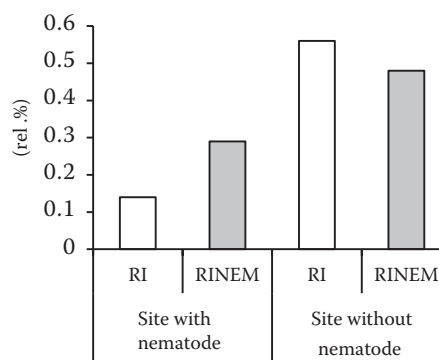 0.6
0.5
0.4
0.3
0.2
0.1
0
(rel .%)
RI RINEM RI RINEM
Site with Site without
nematode nematode